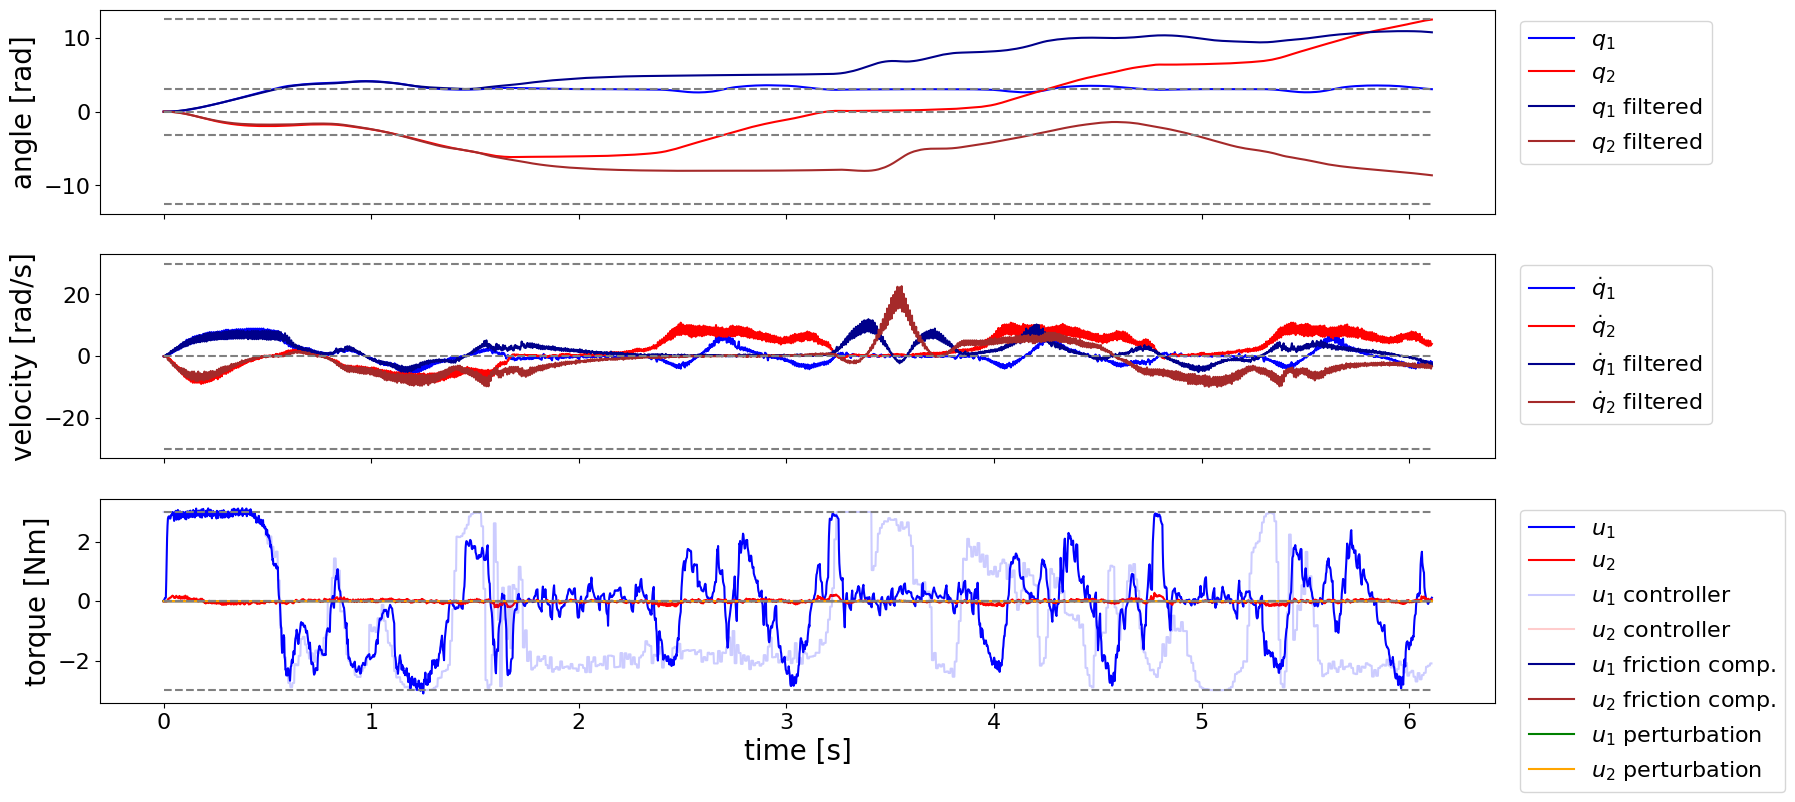 angle [rad]
10
0
−10
q₁
q₂
q₁ filtered
q₂ filtered
velocity [rad/s]
20
0
−20
q̇₁
q̇₂
q̇₁ filtered
q̇₂ filtered
torque [Nm]
2
0
−2
0 1 2 3 4 5 6
time [s]
u₁
u₂
u₁ controller
u₂ controller
u₁ friction comp.
u₂ friction comp.
u₁ perturbation
u₂ perturbation